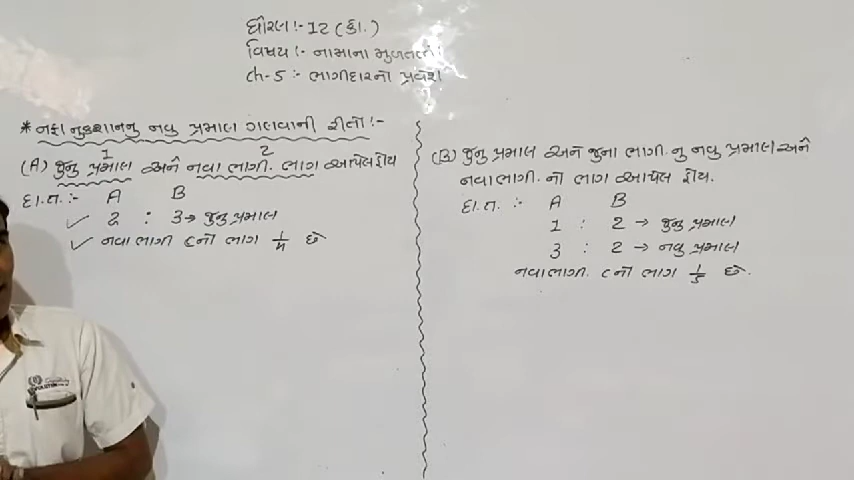 ધોરણ :- 12 (કો.)
વિષય :- નામાના મુળતત્વો
ch-5 :- ભાગીદારનો પ્રવેશ
* નફા નુકશાનનુ નવુ પ્રમાણ ગણવાની રીતો :-
1 2
(A) જુનુ પ્રમાણ અને નવા ભાગી. ભાગ આપેલ હોય
દા.ત. :- A B
2 : 3 → જુનુ પ્રમાણ
નવા ભાગી C નો ભાગ 1/4 છે
(B) જુનુ પ્રમાણ અને જુના ભાગી. નુ નવુ પ્રમાણ અને
નવા ભાગી. નો ભાગ આપેલ હોય.
દા.ત. :- A B
1 : 2 → જુનુ પ્રમાણ
3 : 2 → નવુ પ્રમાણ
નવા ભાગી. C નો ભાગ 1/5 છે.